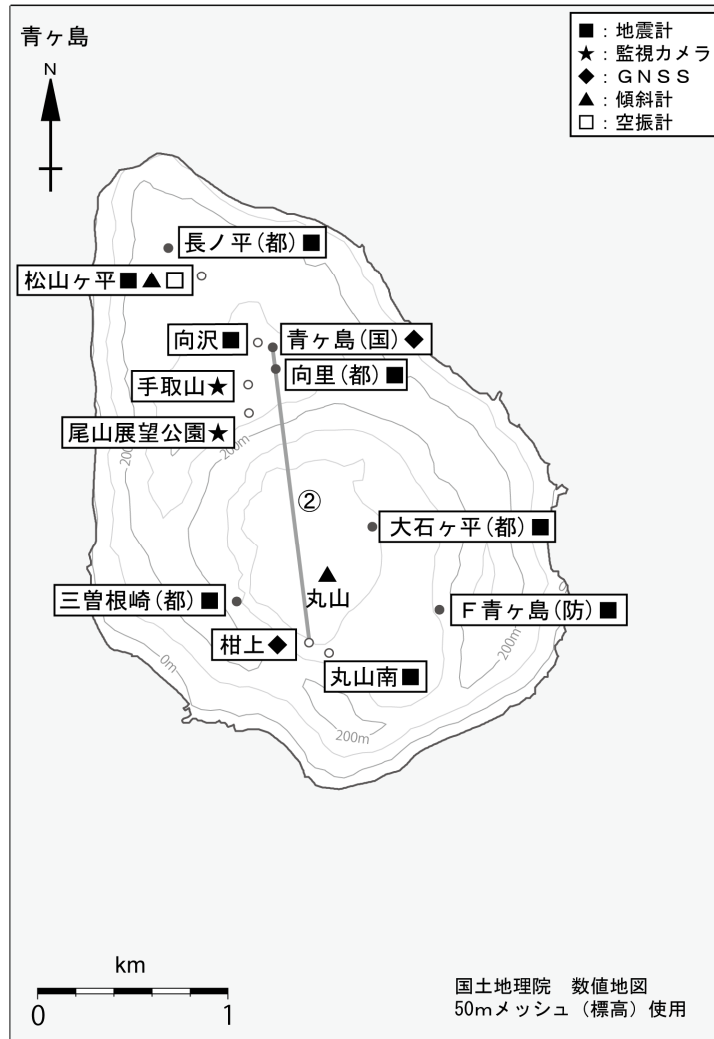 青ヶ島
N
■：地震計
★：監視カメラ
◆：ＧＮＳＳ
▲：傾斜計
□：空振計
長ノ平(都)■
松山ヶ平■▲□
向沢■
青ヶ島(国)◆
向里(都)■
手取山★
尾山展望公園★
200m
200m
②
大石ヶ平(都)■
丸山
三曽根崎(都)■
Ｆ青ヶ島(防)■
0m
柑上◆
丸山南■
0m
200m
200m
km
0 1
国土地理院　数値地図
50mメッシュ（標高）使用